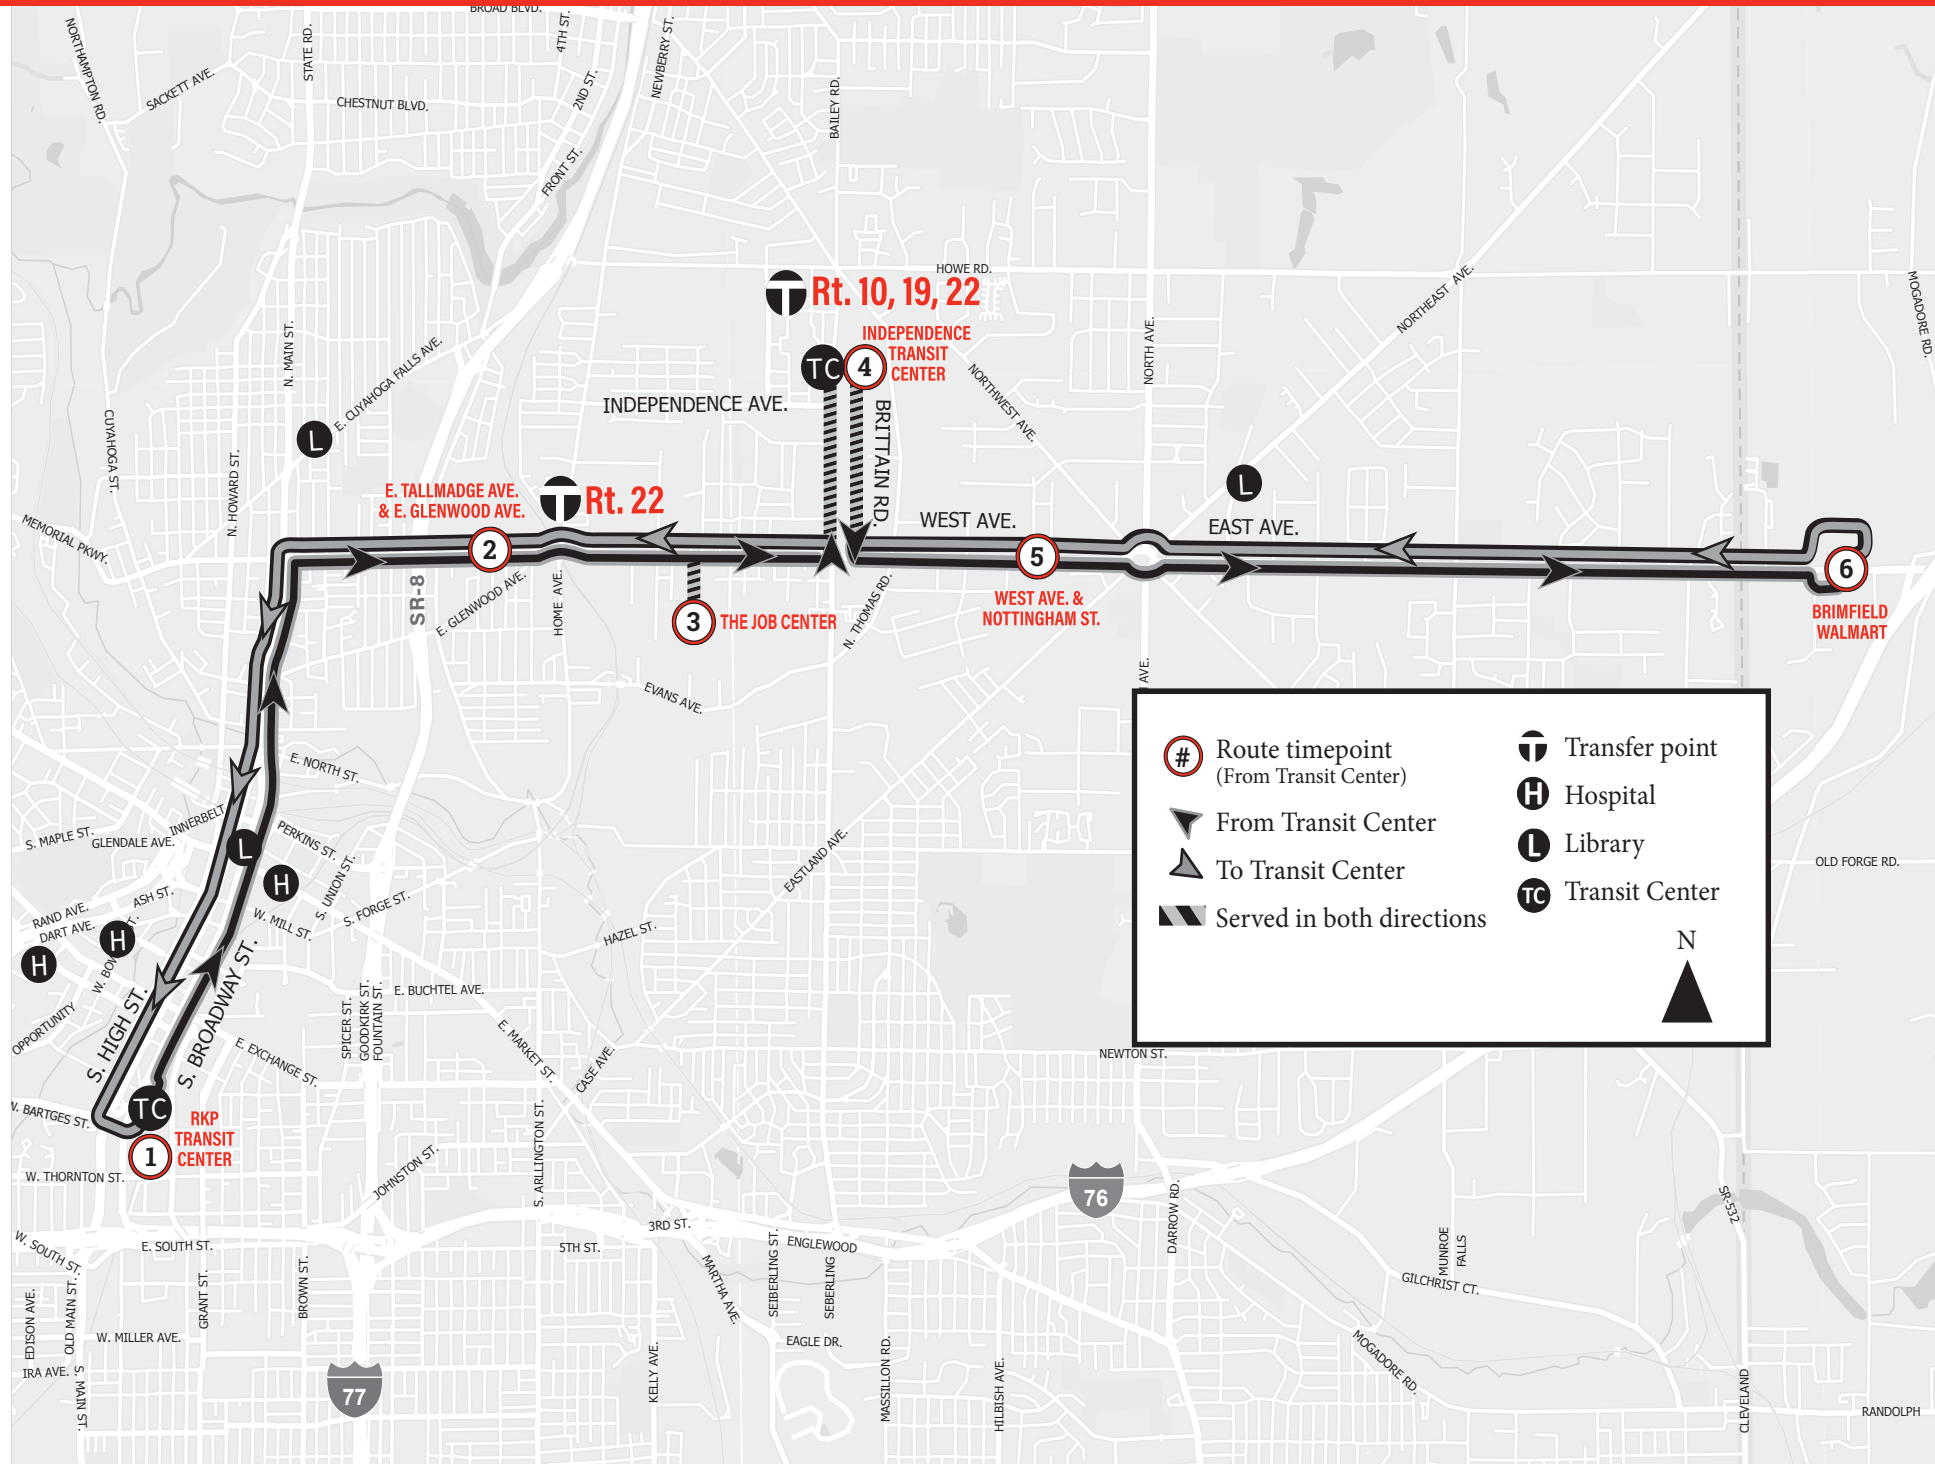 BROAD BLVD.
NORTHAMPTON RD.
SACKETT AVE.
STATE RD.
CHESTNUT BLVD.
4TH ST.
2ND ST.
NEWBERRY ST.
FRONT ST.
BAILEY RD.
HOWE RD.
NORTHEAST AVE.
MOGADORE RD.
Rt. 10, 19, 22
INDEPENDENCE
TRANSIT
CENTER
TC
4
INDEPENDENCE AVE.
BRITTAIN RD.
NORTHWEST AVE.
NORTH AVE.
N. MAIN ST.
E. CUYAHOGA FALLS AVE.
L
CUYAHOGA ST.
N. HOWARD ST.
MEMORIAL PKWY.
E. TALLMADGE AVE.
& E. GLENWOOD AVE.
2
Rt. 22
WEST AVE.
EAST AVE.
L
5
WEST AVE. &
NOTTINGHAM ST.
6
BRIMFIELD
WALMART
SR-8
E. GLENWOOD AVE.
HOME AVE.
3
THE JOB CENTER
N. THOMAS RD.
EVANS AVE.
AVE.
E. NORTH ST.
INNERBELT
S. MAPLE ST.
GLENDALE AVE.
PERKINS ST.
L
H
S. UNION ST.
S. FORGE ST.
W. MILL ST.
ASH ST.
RAND AVE.
DART AVE.
H
H
OPPORTUNITY
S. HIGH ST.
S. BROADWAY ST.
E. EXCHANGE ST.
SPICER ST.
GOODKIRK ST.
FOUNTAIN ST.
E. BUCHTEL AVE.
E. MARKET ST.
CASE AVE.
HAZEL ST.
EASTLAND AVE.
#
Route timepoint
(From Transit Center)
From Transit Center
To Transit Center
Served in both directions
T
Transfer point
H
Hospital
L
Library
TC
Transit Center
N
OLD FORGE RD.
NEWTON ST.
W. BARTGES ST.
TC
1
RKP
TRANSIT
CENTER
W. THORNTON ST.
JOHNSTON ST.
S. ARLLINGTON ST.
76
DARROW RD.
SR-532
W. SOUTH ST.
E. SOUTH ST.
3RD ST.
5TH ST.
ENGLEWOOD
MARTHA AVE.
SEIBERLING ST.
SEBERLING
MUNROE
FALLS
GILCHRIST CT.
EDISON AVE.
OLD MAIN ST.
GRANT ST.
BROWN ST.
W. MILLER AVE.
IRA AVE.
S. MAIN ST.
77
KELLY AVE.
EAGLE DR.
MASSILLON RD.
HILBISH AVE.
MOGADORE RD.
CLEVELAND
RANDOLPH